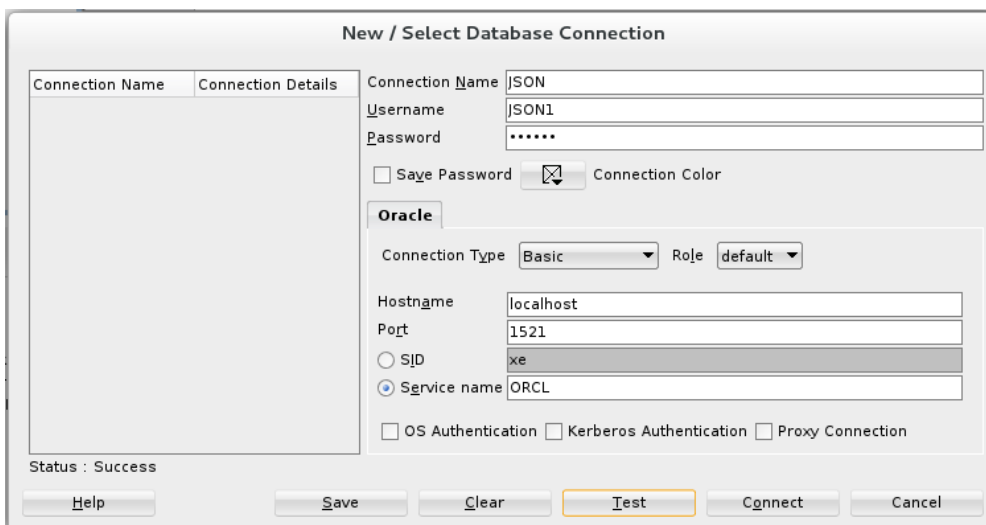 New / Select Database Connection
Connection Name Connection Details
Connection Name JSON
Username JSON1
Password ••••••
Save Password Connection Color
Oracle
Connection Type Basic Role default
Hostname localhost
Port 1521
SID xe
Service name ORCL
OS Authentication Kerberos Authentication Proxy Connection
Status : Success
Help Save Clear Test Connect Cancel